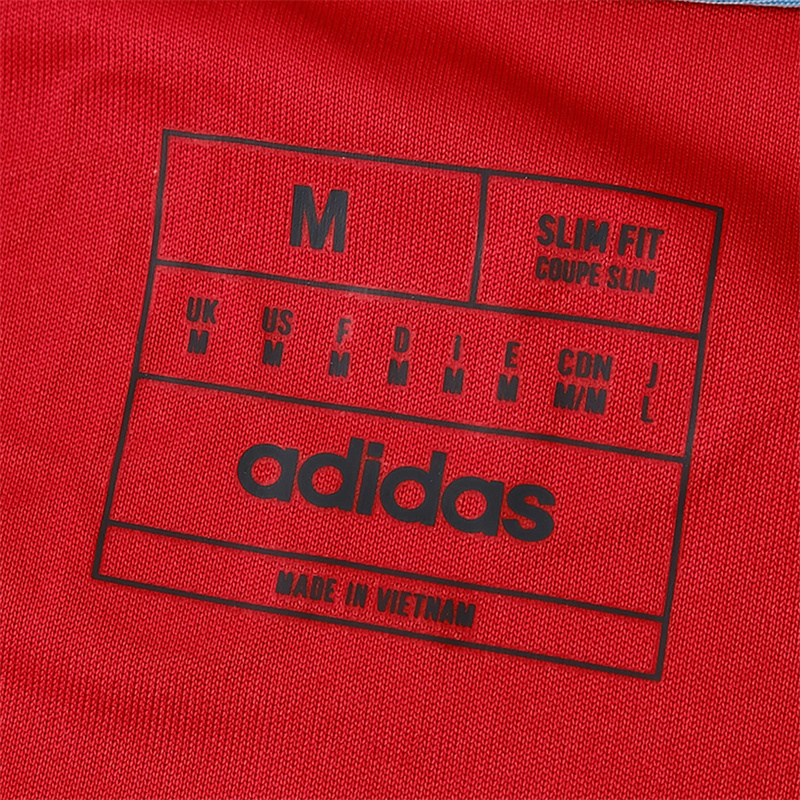 M
SLIM FIT
COUPE SLIM
UK US F D I E CDN J
M M M M M M M/M L
adidas
MADE IN VIETNAM